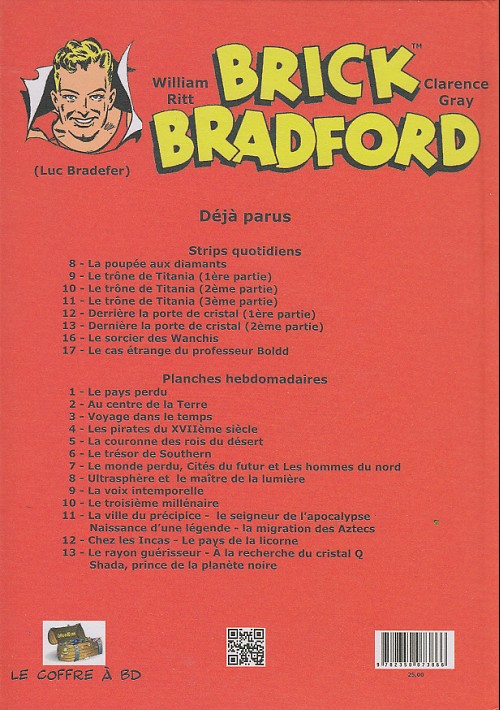 William
Ritt
BRICK™
BRADFORD
Clarence
Gray
(Luc Bradefer)
Déjà parus
Strips quotidiens
8 - La poupée aux diamants
9 - Le trône de Titania (1ère partie)
10 - Le trône de Titania (2ème partie)
11 - Le trône de Titania (3ème partie)
12 - Derrière la porte de cristal (1ère partie)
13 - Dernière la porte de cristal (2ème partie)
16 - Le sorcier des Wanchis
17 - Le cas étrange du professeur Boldd
Planches hebdomadaires
1 - Le pays perdu
2 - Au centre de la Terre
3 - Voyage dans le temps
4 - Les pirates du XVIIème siècle
5 - La couronne des rois du désert
6 - Le trésor de Southern
7 - Le monde perdu, Cités du futur et Les hommes du nord
8 - Ultrasphère et le maître de la lumière
9 - La voix intemporelle
10 - Le troisième millénaire
11 - La ville du précipice - le seigneur de l'apocalypse
Naissance d'une légende - la migration des Aztecs
12 - Chez les Incas - Le pays de la licorne
13 - Le rayon guérisseur - À la recherche du cristal Q
Shada, prince de la planète noire
LE COFFRE À BD
25,00